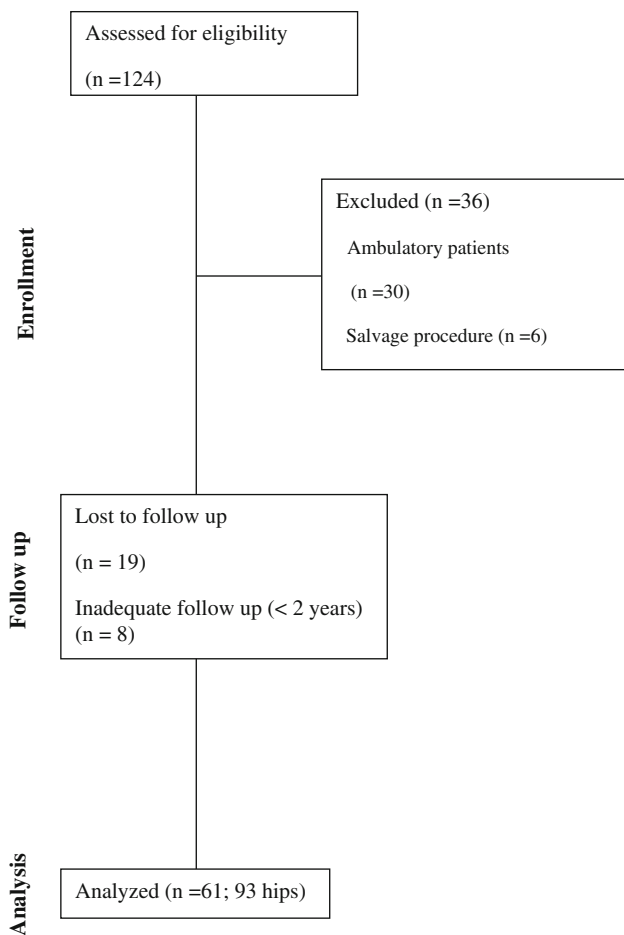 Assessed for eligibility
(n =124)
Enrollment
Excluded (n =36)
Ambulatory patients
(n =30)
Salvage procedure (n =6)
Follow up
Lost to follow up
(n = 19)
Inadequate follow up (< 2 years)
(n = 8)
Analysis
Analyzed (n =61; 93 hips)